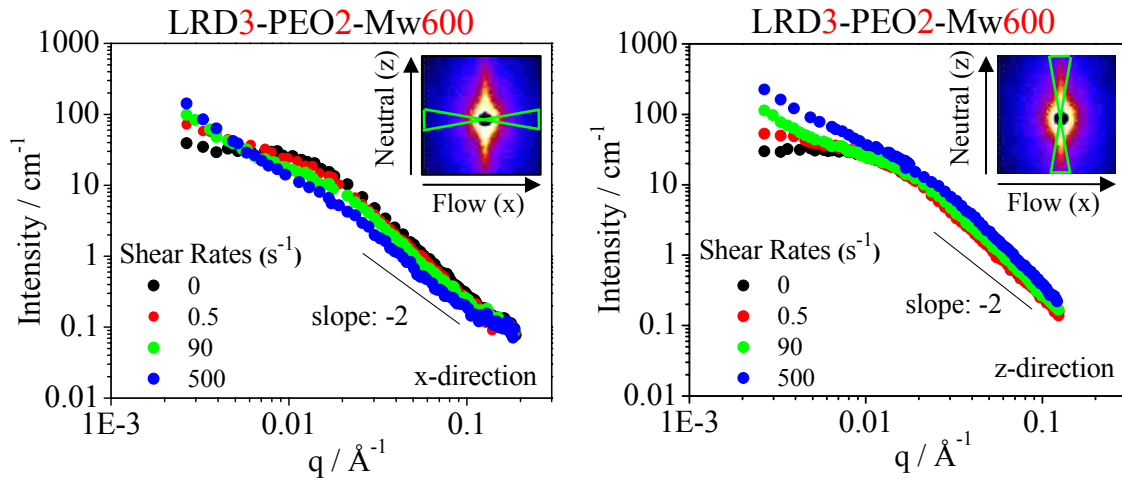 LRD3-PEO2-Mw600
1000
100
10
1
0.1
0.01
1E-3
0.01
0.1
Intensity / cm⁻¹
q / Å⁻¹
Neutral (z)
Flow (x)
Shear Rates (s⁻¹)
0
0.5
90
500
slope: -2
x-direction
LRD3-PEO2-Mw600
1000
100
10
1
0.1
0.01
1E-3
0.01
0.1
Intensity / cm⁻¹
q / Å⁻¹
Neutral (z)
Flow (x)
Shear Rates (s⁻¹)
0
0.5
90
500
slope: -2
z-direction